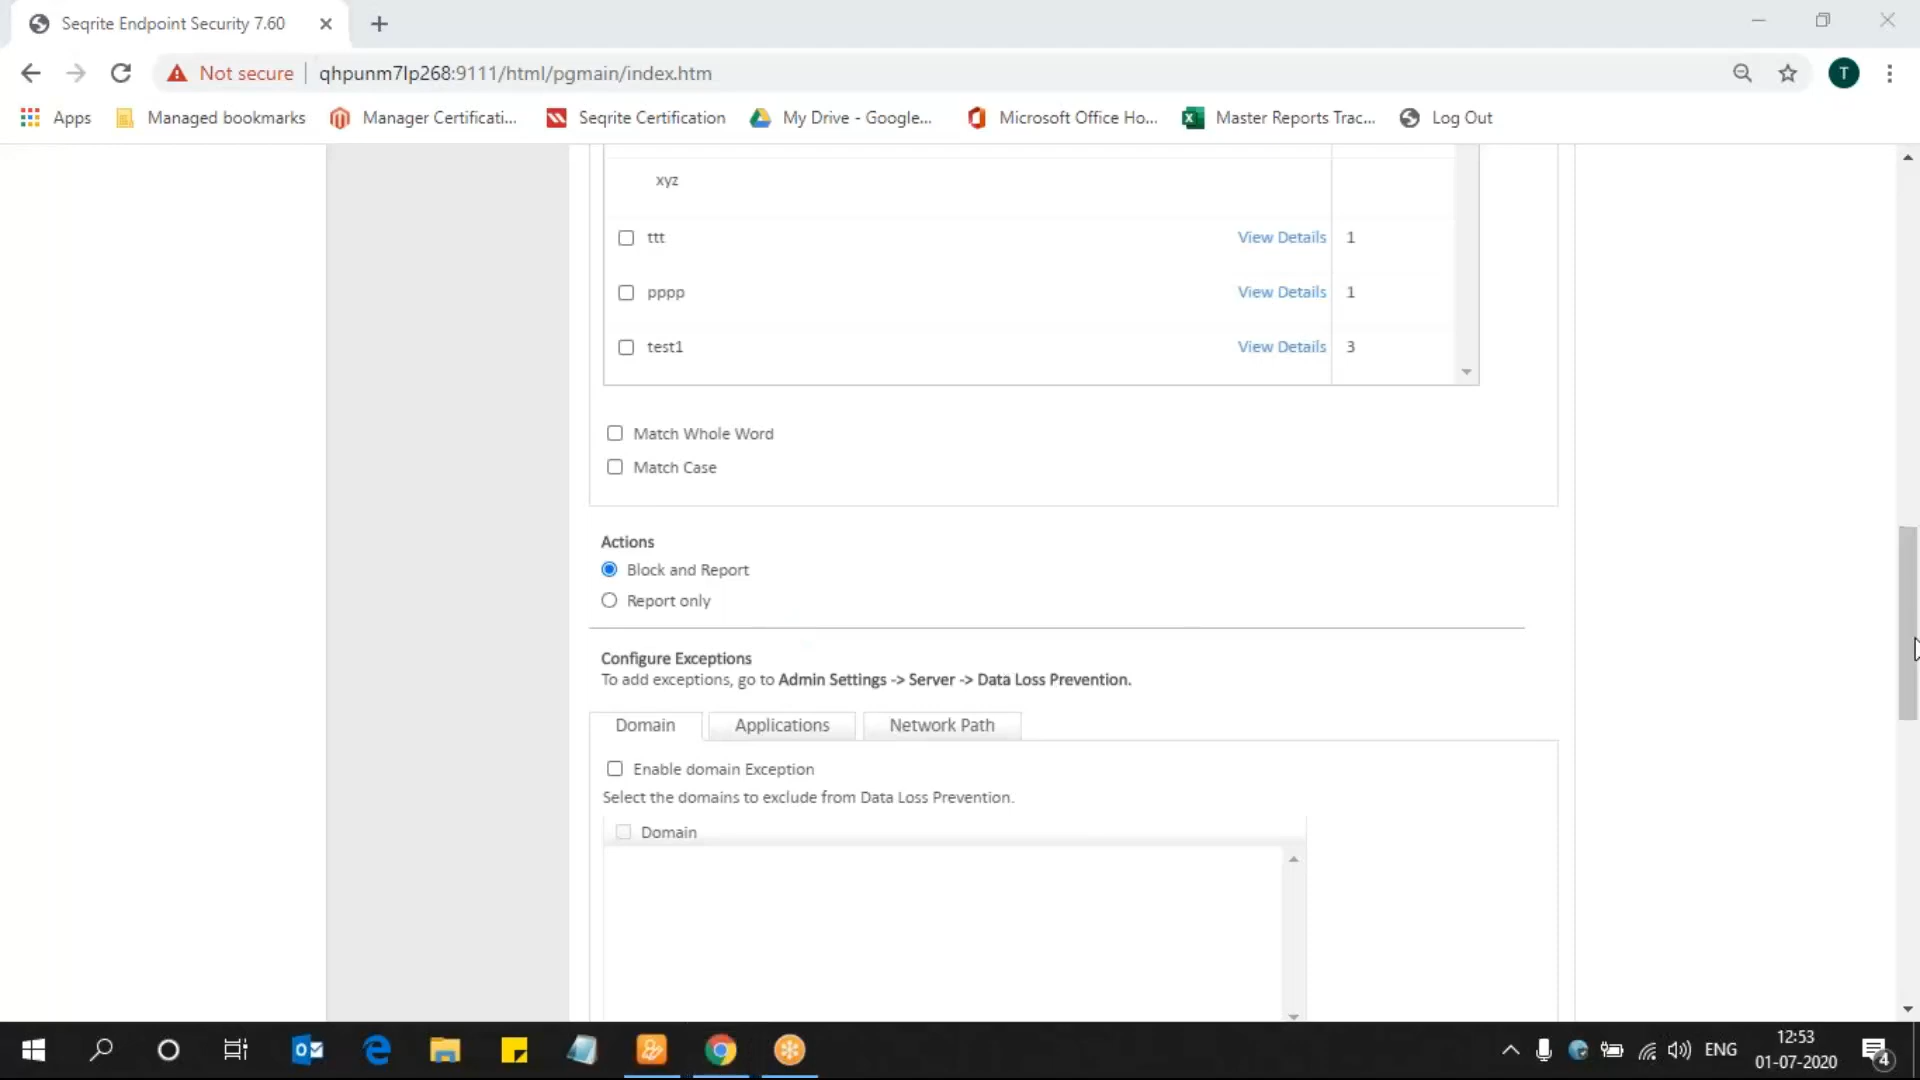 Seqrite Endpoint Security 7.60
Not secure qhpunm7lp268:9111/html/pgmain/index.htm
T
Apps Managed bookmarks Manager Certificati... Seqrite Certification My Drive - Google... Microsoft Office Ho... Master Reports Trac... Log Out
xyz
ttt View Details 1
pppp View Details 1
test1 View Details 3
Match Whole Word
Match Case
Actions
Block and Report
Report only
Configure Exceptions
To add exceptions, go to Admin Settings -> Server -> Data Loss Prevention.
Domain Applications Network Path
Enable domain Exception
Select the domains to exclude from Data Loss Prevention.
Domain
ENG
12:53
01-07-2020
4